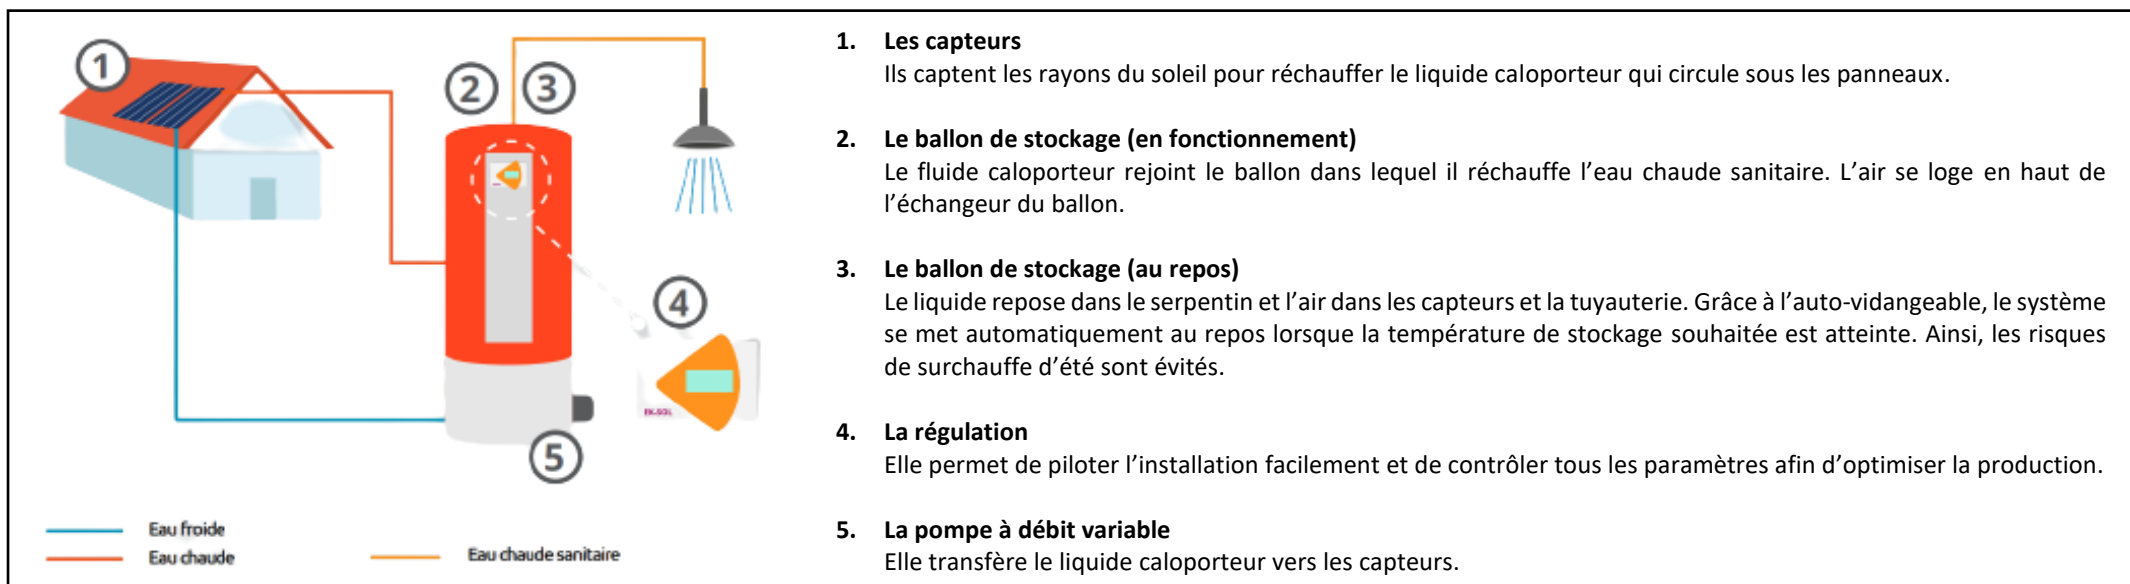 1
2
3
4
EK-SOL
5
Eau froide
Eau chaude
Eau chaude sanitaire
1. Les capteurs
Ils captent les rayons du soleil pour réchauffer le liquide caloporteur qui circule sous les panneaux.
2. Le ballon de stockage (en fonctionnement)
Le fluide caloporteur rejoint le ballon dans lequel il réchauffe l’eau chaude sanitaire. L’air se loge en haut de
l’échangeur du ballon.
3. Le ballon de stockage (au repos)
Le liquide repose dans le serpentin et l’air dans les capteurs et la tuyauterie. Grâce à l’auto-vidangeable, le système
se met automatiquement au repos lorsque la température de stockage souhaitée est atteinte. Ainsi, les risques
de surchauffe d’été sont évités.
4. La régulation
Elle permet de piloter l’installation facilement et de contrôler tous les paramètres afin d’optimiser la production.
5. La pompe à débit variable
Elle transfère le liquide caloporteur vers les capteurs.